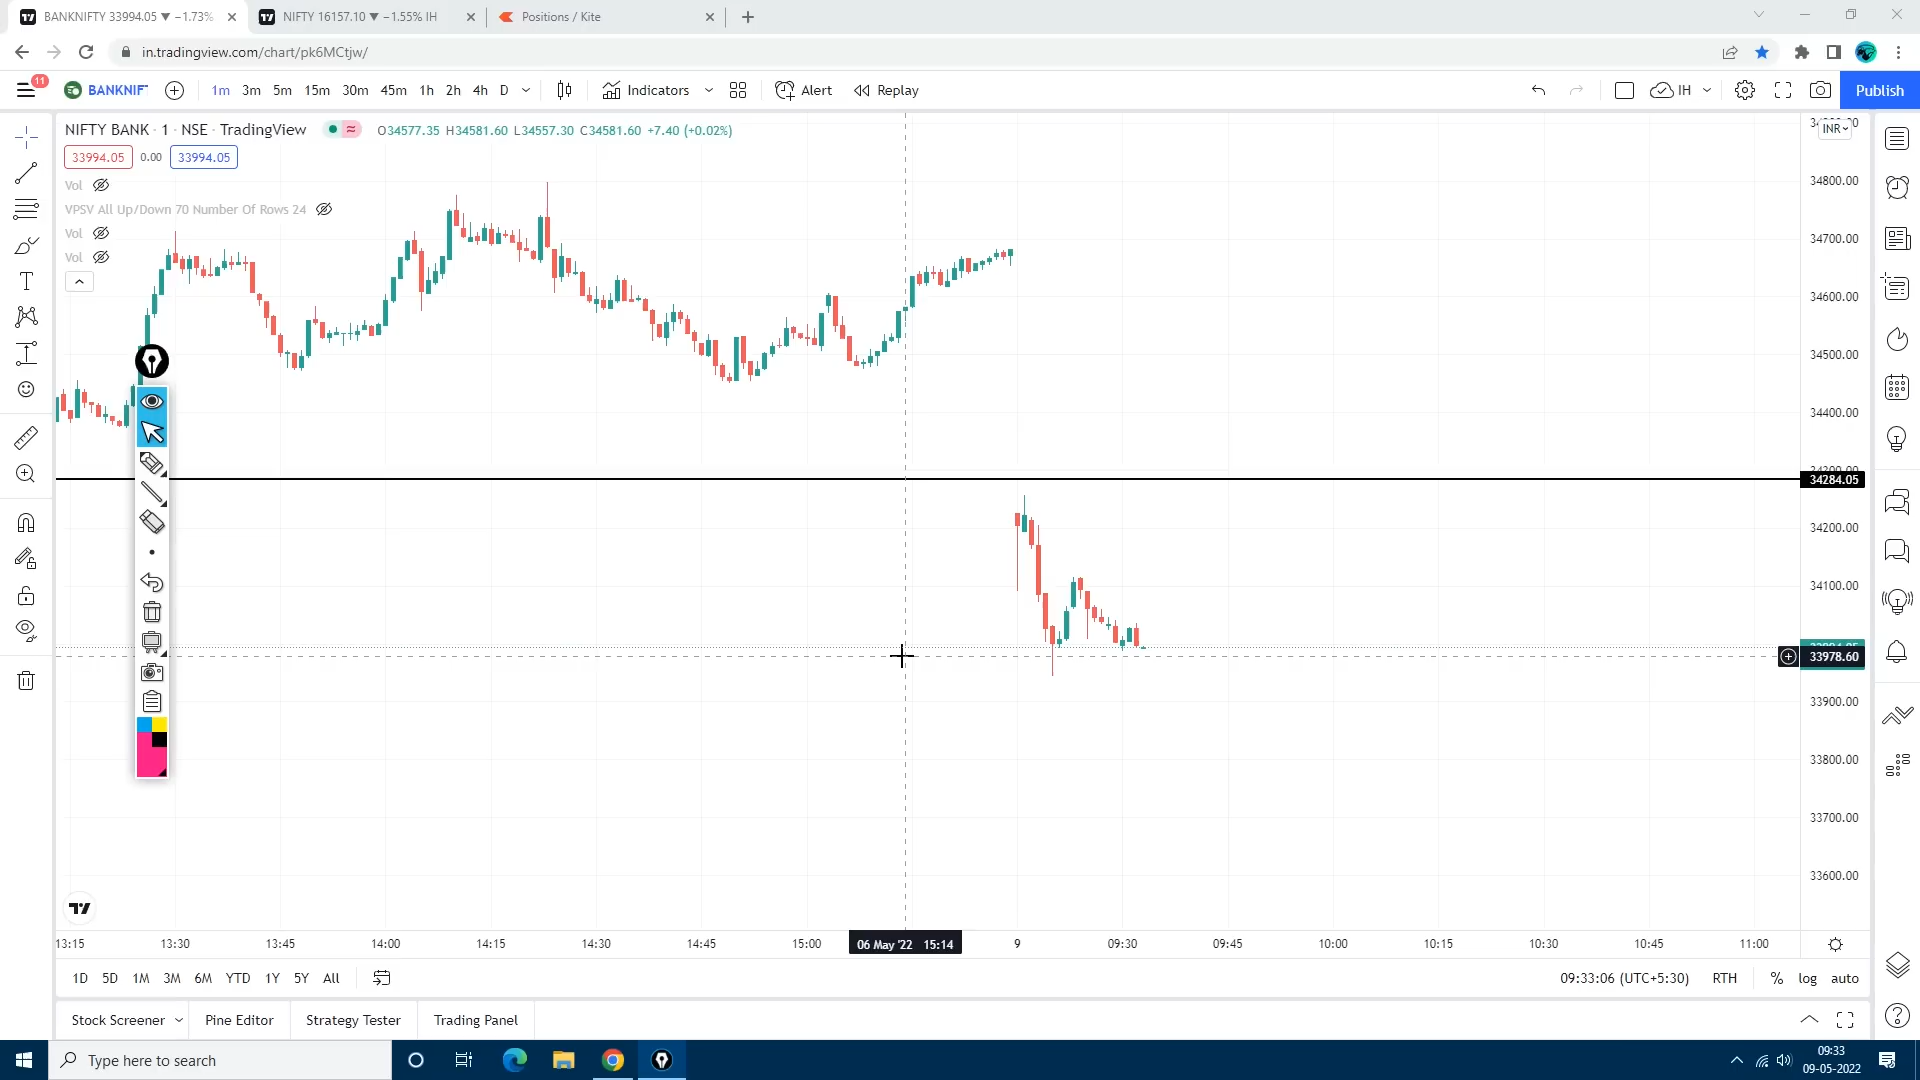 BANKNIFTY 33994.05 ▼ −1.73%
NIFTY 16157.10 ▼ −1.55% IH
Positions / Kite
in.tradingview.com/chart/pk6MCtjw/
11
BANKNIF
1m 3m 5m 15m 30m 45m 1h 2h 4h D
Indicators
Alert
Replay
IH
Publish
NIFTY BANK · 1 · NSE · TradingView
O34577.35 H34581.60 L34557.30 C34581.60 +7.40 (+0.02%)
INR
33994.05 0.00 33994.05
Vol
VPSV All Up/Down 70 Number Of Rows 24
Vol
Vol
34800.00
34700.00
34600.00
34500.00
34400.00
34284.05
34200.00
34100.00
33978.60
33900.00
33800.00
33700.00
33600.00
13:15 13:30 13:45 14:00 14:15 14:30 14:45 15:00 06 May '22 15:14 9 09:30 09:45 10:00 10:15 10:30 10:45 11:00
1D 5D 1M 3M 6M YTD 1Y 5Y All
09:33:06 (UTC+5:30) RTH % log auto
Stock Screener Pine Editor Strategy Tester Trading Panel
Type here to search
09:33
09-05-2022